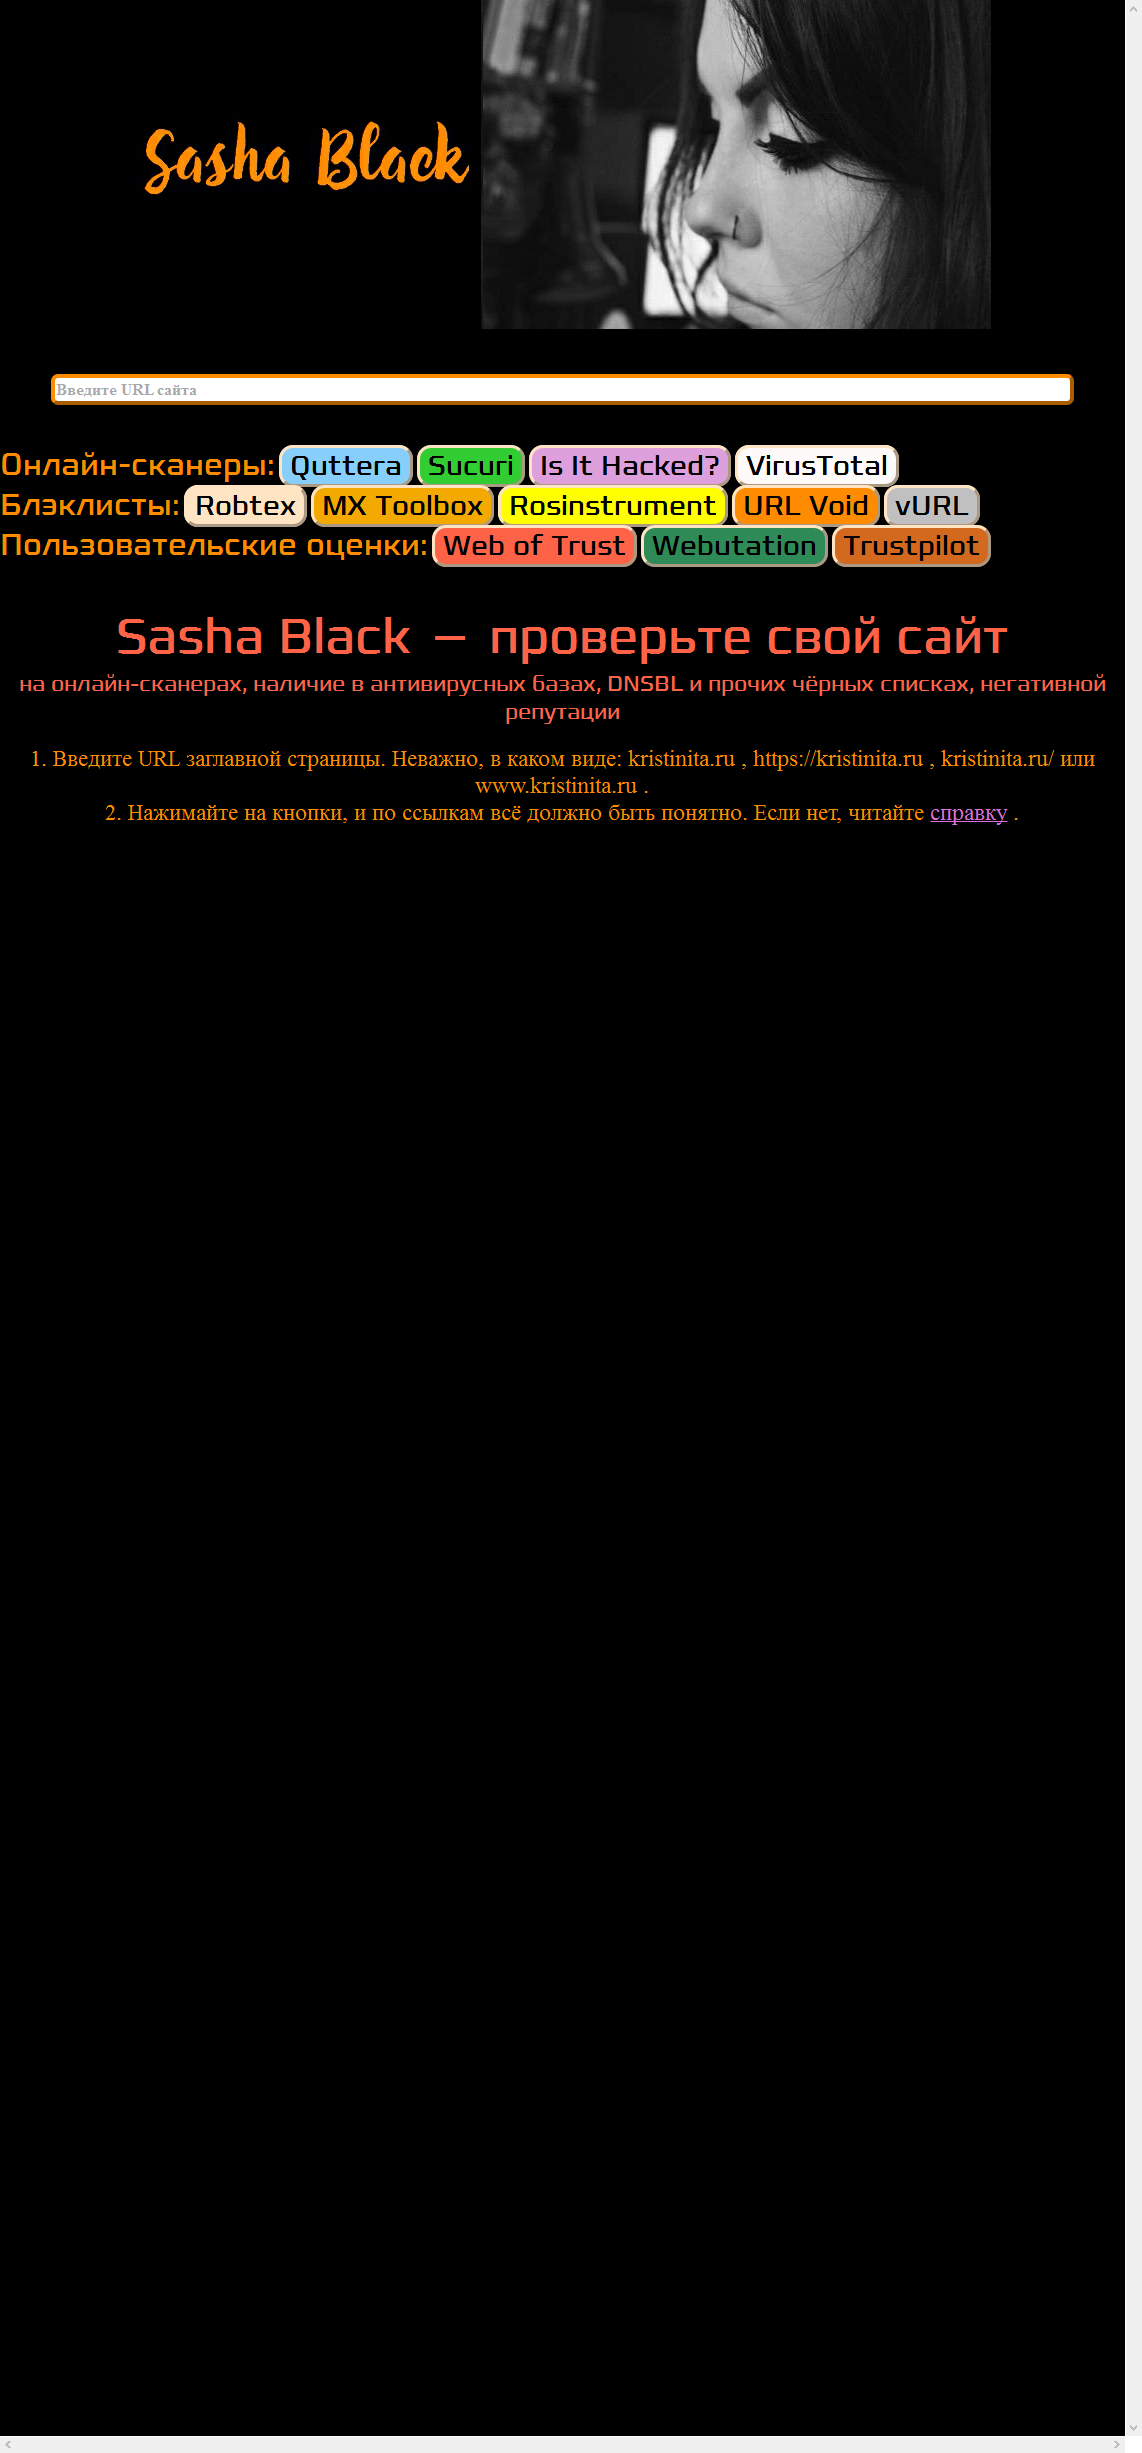 Sasha Black
Введите URL сайта
Онлайн-сканеры: Quttera Sucuri Is It Hacked? VirusTotal
Блэклисты: Robtex MX Toolbox Rosinstrument URL Void vURL
Пользовательские оценки: Web of Trust Webutation Trustpilot
Sasha Black — проверьте свой сайт
на онлайн-сканерах, наличие в антивирусных базах, DNSBL и прочих чёрных списках, негативной
репутации
1. Введите URL заглавной страницы. Неважно, в каком виде: kristinita.ru , https://kristinita.ru , kristinita.ru/ или
www.kristinita.ru .
2. Нажимайте на кнопки, и по ссылкам всё должно быть понятно. Если нет, читайте справку .